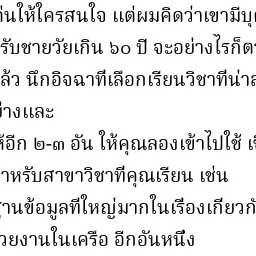 ก่นให้ใครสนใจ แต่ผมคิดว่าเขามีบุค
รับชายวัยเกิน ๖๐ ปี จะอย่างไรก็ตา
ล้ว นึกอิจฉาที่เลือกเรียนวิชาที่น่าส
ย่างและ
ห้อีก ๒-๓ อัน ให้คุณลองเข้าไปใช้ เ
าหรับสาขาวิชาที่คุณเรียน เช่น
ฐานข้อมูลที่ใหญ่มากในเรื่องเกี่ยวกั
วยงานในเครือ อีกอันหนึ่ง